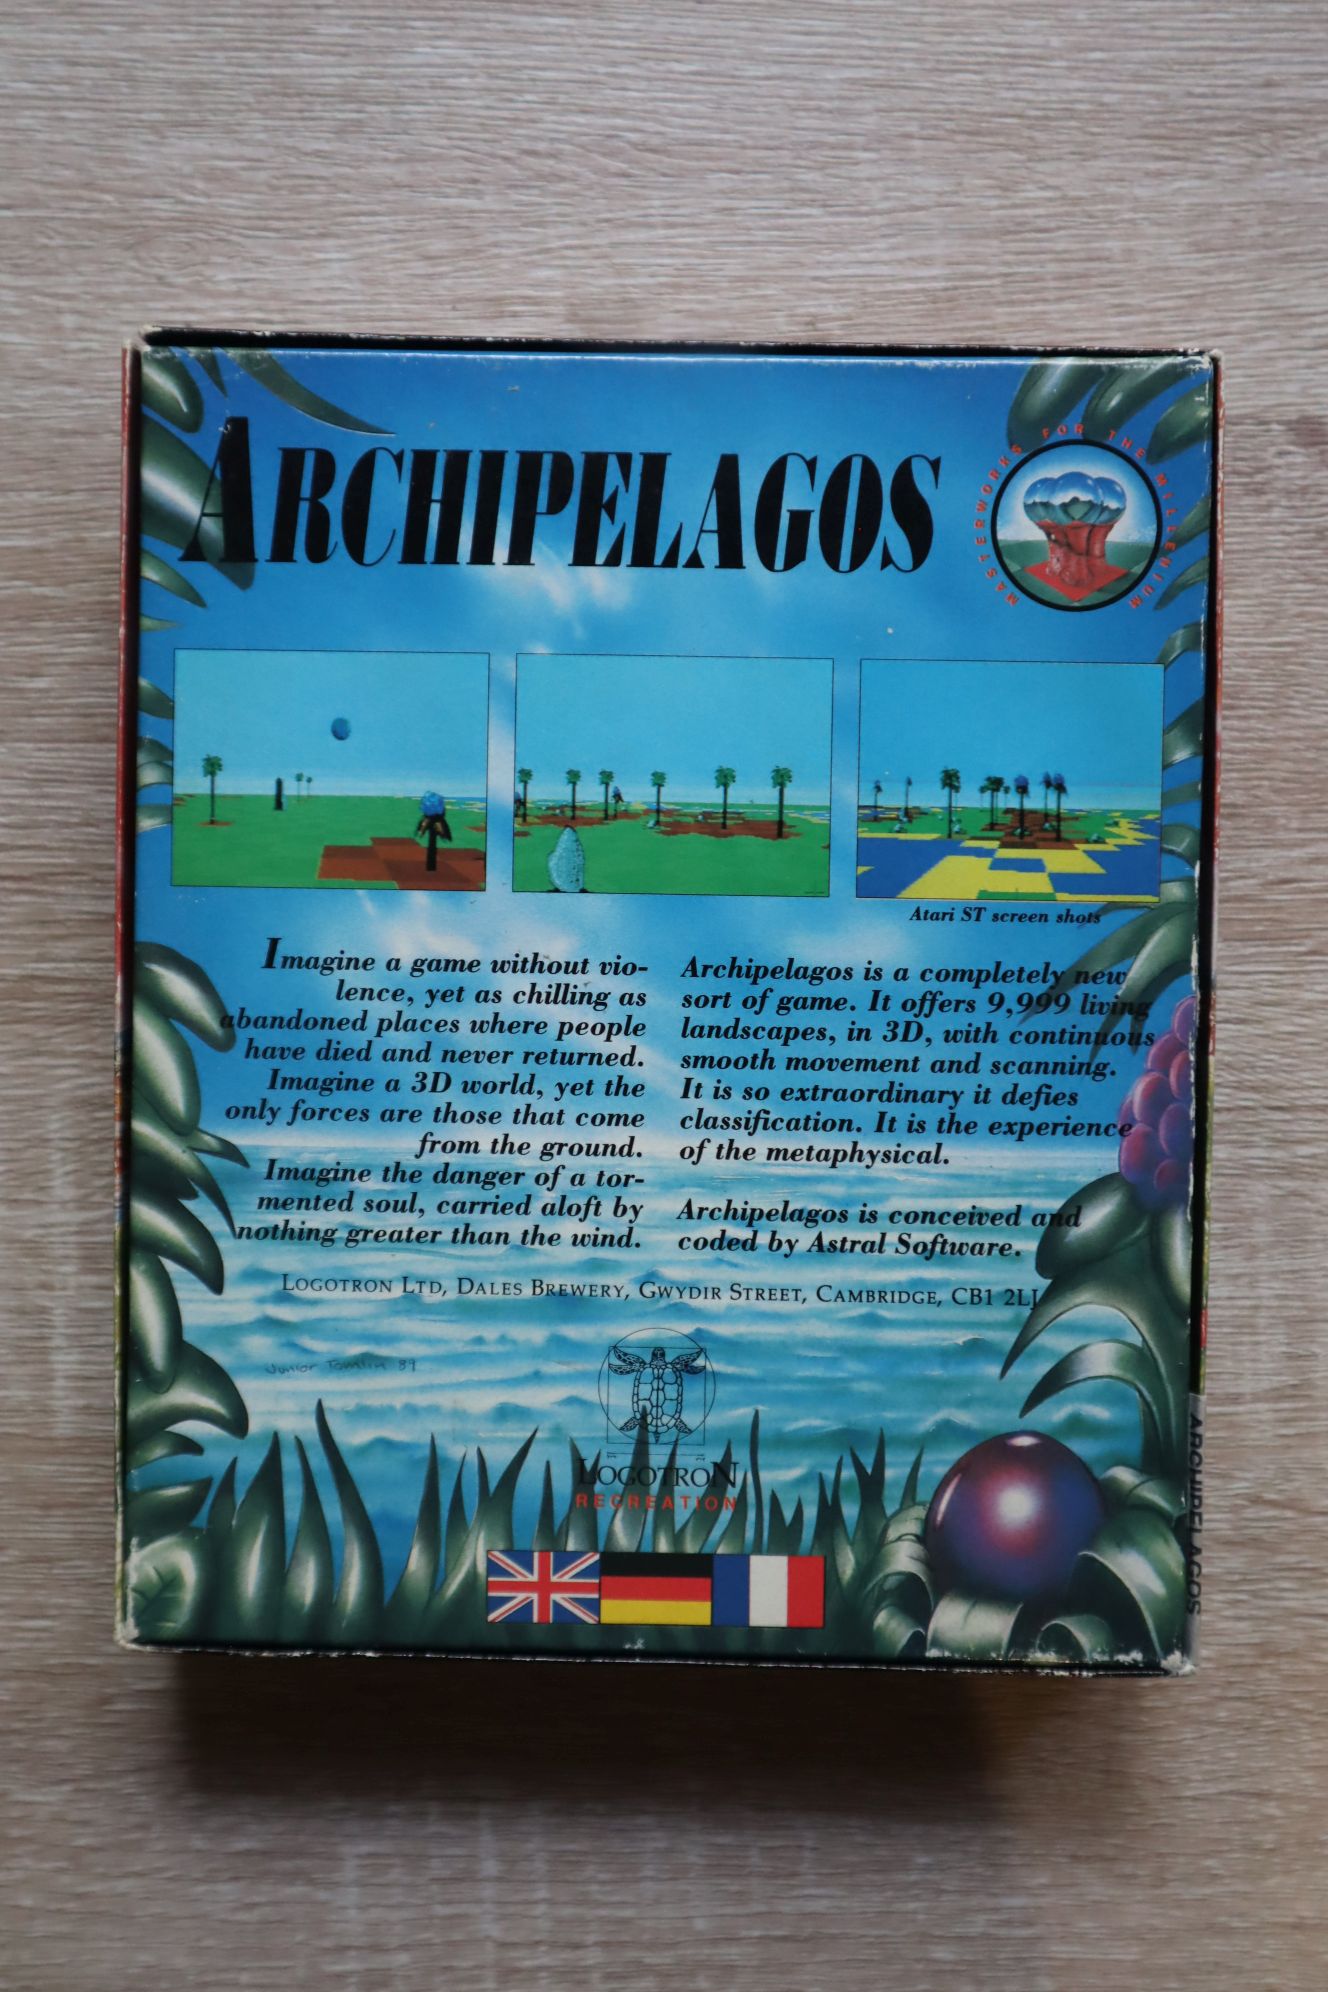 ARCHIPELAGOS
MASTERWORKS FOR THE MILLENIUM
Atari ST screen shots
Imagine a game without vio-
lence, yet as chilling as
abandoned places where people
have died and never returned.
Imagine a 3D world, yet the
only forces are those that come
from the ground.
Imagine the danger of a tor-
mented soul, carried aloft by
nothing greater than the wind.
Archipelagos is a completely new
sort of game. It offers 9,999 living
landscapes, in 3D, with continuous
smooth movement and scanning.
It is so extraordinary it defies
classification. It is the experience
of the metaphysical.
Archipelagos is conceived and
coded by Astral Software.
LOGOTRON LTD, DALES BREWERY, GWYDIR STREET, CAMBRIDGE, CB1 2LJ
Junior Tomlin 89
LOGOTRON
RECREATION
ARCHIPELAGOS